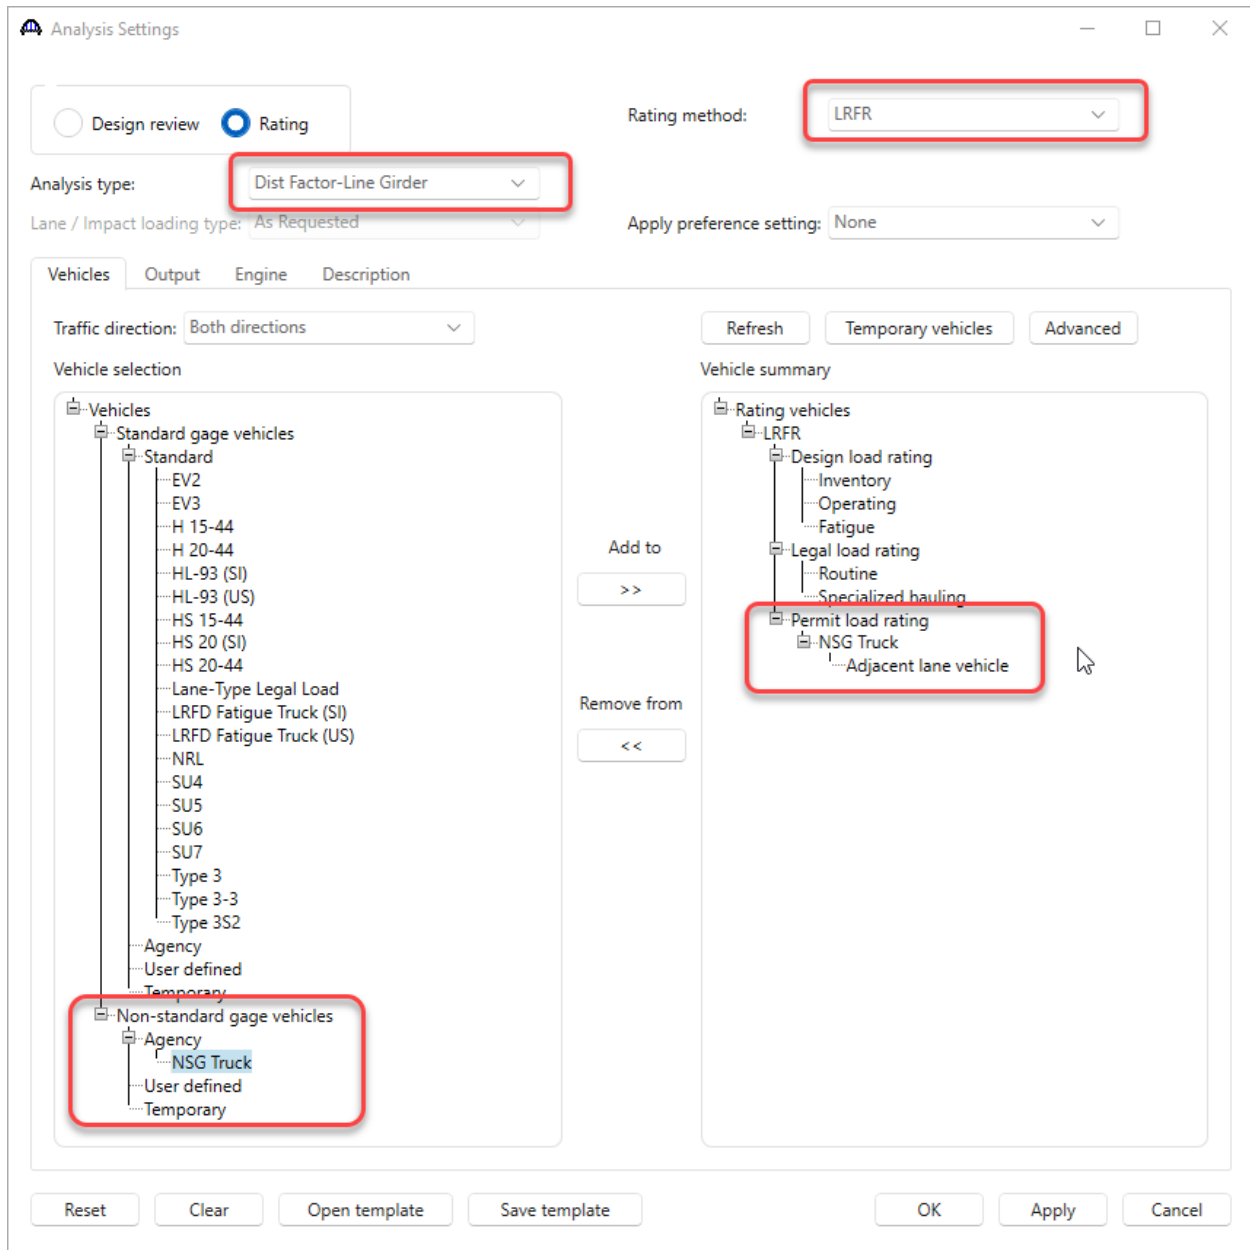 Analysis Settings
Design review
Rating
Rating method:
LRFR
Analysis type:
Dist Factor-Line Girder
Lane / Impact loading type:
As Requested
Apply preference setting:
None
Vehicles
Output
Engine
Description
Traffic direction:
Both directions
Refresh
Temporary vehicles
Advanced
Vehicle selection
Vehicles
Standard gage vehicles
Standard
EV2
EV3
H 15-44
H 20-44
HL-93 (SI)
HL-93 (US)
HS 15-44
HS 20 (SI)
HS 20-44
Lane-Type Legal Load
LRFD Fatigue Truck (SI)
LRFD Fatigue Truck (US)
NRL
SU4
SU5
SU6
SU7
Type 3
Type 3-3
Type 3S2
Agency
User defined
Temporary
Non-standard gage vehicles
Agency
NSG Truck
User defined
Temporary
Add to
>>
Remove from
<<
Vehicle summary
Rating vehicles
LRFR
Design load rating
Inventory
Operating
Fatigue
Legal load rating
Routine
Specialized hauling
Permit load rating
NSG Truck
Adjacent lane vehicle
Reset
Clear
Open template
Save template
OK
Apply
Cancel